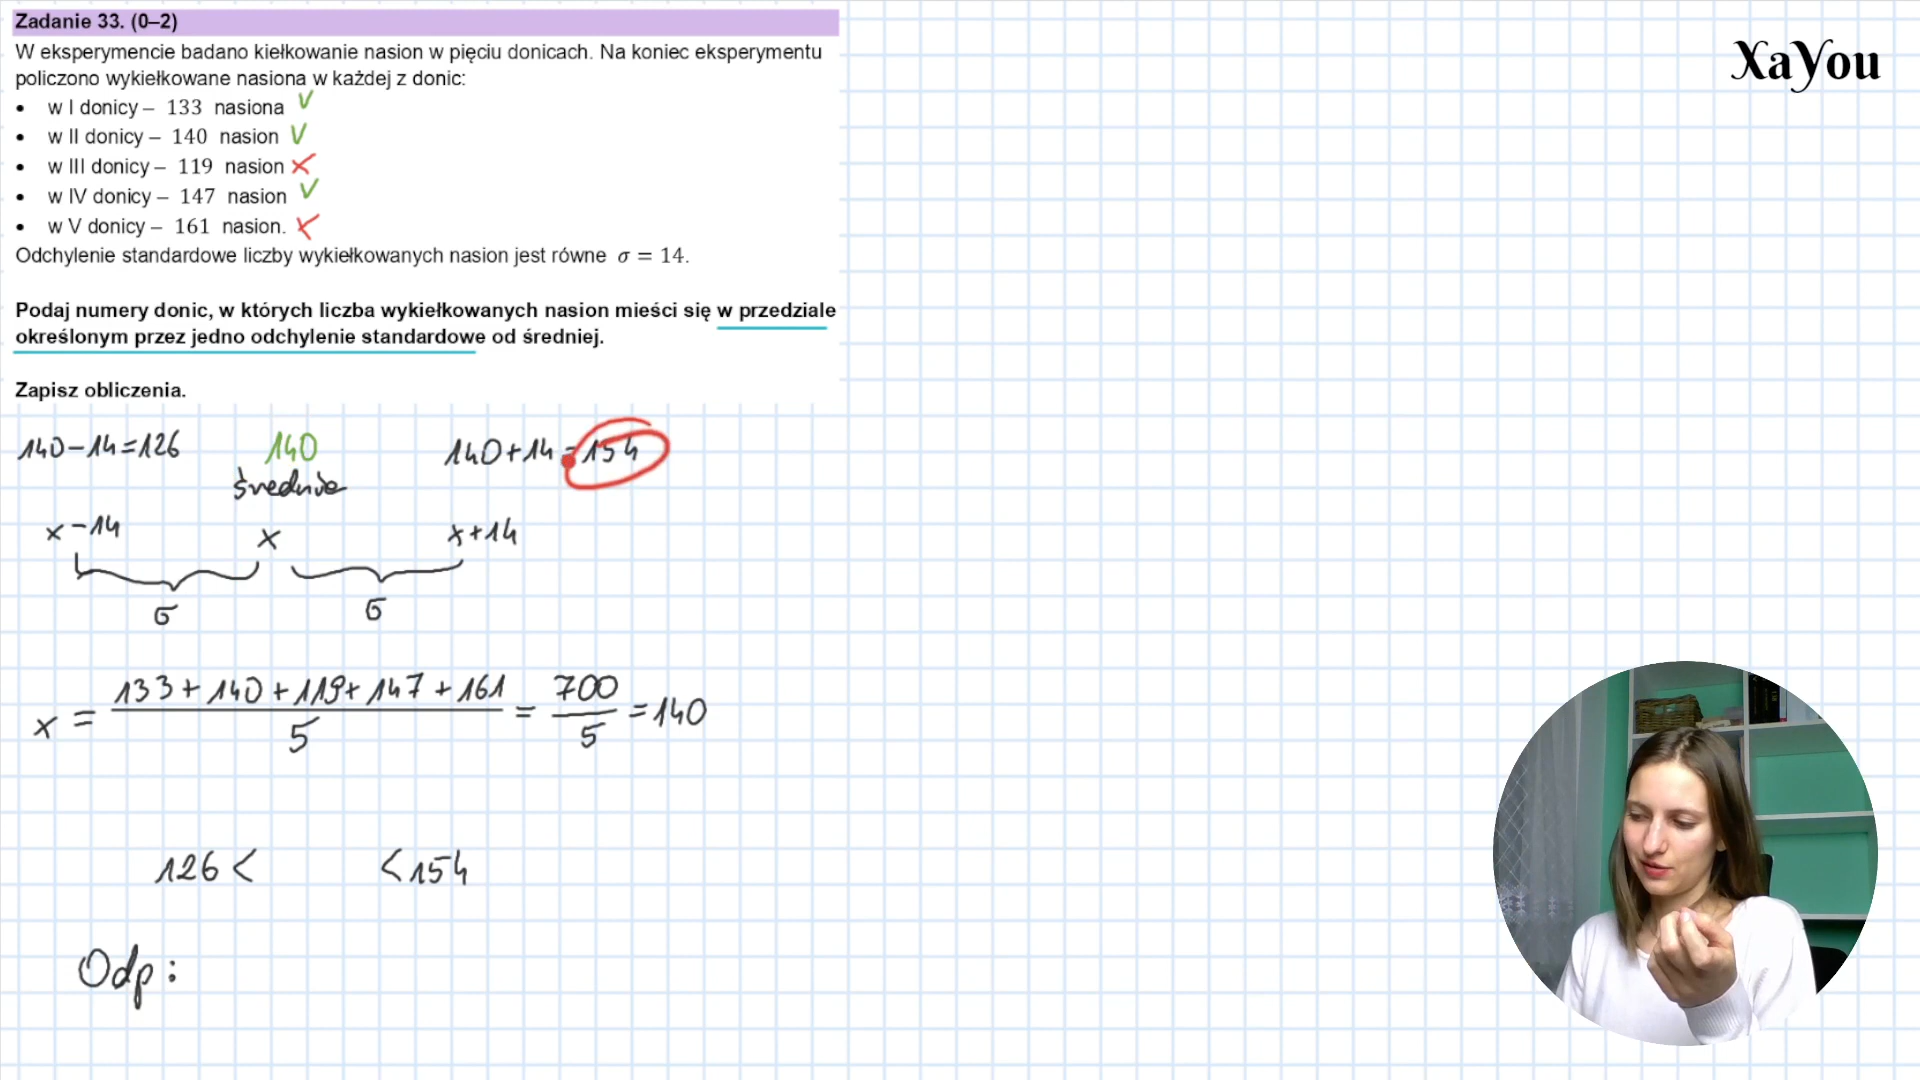 Zadanie 33. (0–2)
W eksperymencie badano kiełkowanie nasion w pięciu donicach. Na koniec eksperymentu
policzono wykiełkowane nasiona w każdej z donic:
• w I donicy – 133 nasiona
• w II donicy – 140 nasion
• w III donicy – 119 nasion
• w IV donicy – 147 nasion
• w V donicy – 161 nasion.
Odchylenie standardowe liczby wykiełkowanych nasion jest równe σ = 14.
Podaj numery donic, w których liczba wykiełkowanych nasion mieści się w przedziale
określonym przez jedno odchylenie standardowe od średniej.
Zapisz obliczenia.
140-14=126 140 140+14=154
średnia
x-14 x x+14
σ σ
x = 133+140+119+147+161 / 5 = 700 / 5 = 140
126 < < 154
Odp:
XaYou